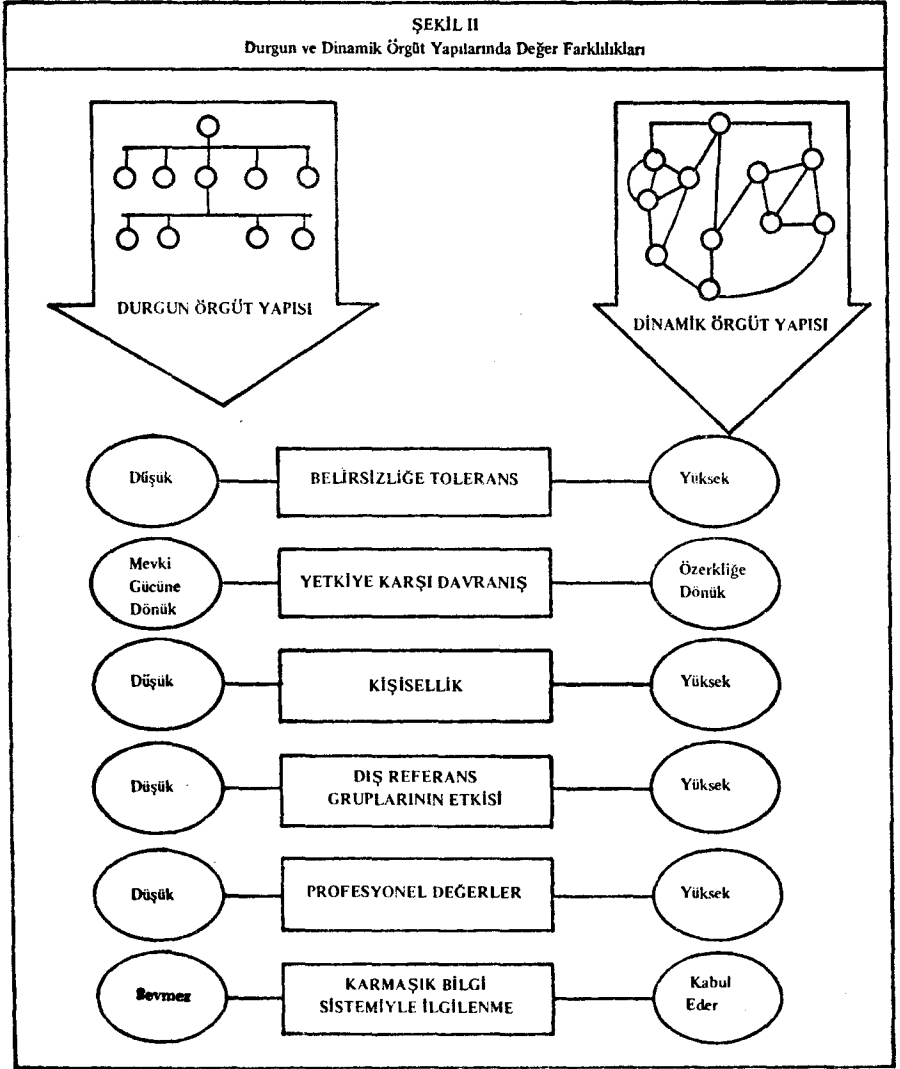 ŞEKİL II
Durgun ve Dinamik Örgüt Yapılarında Değer Farklılıkları
DURGUN ÖRGÜT YAPISI
DİNAMİK ÖRGÜT YAPISI
Düşük
BELİRSİZLİĞE TOLERANS
Yüksek
Mevki
Gücüne
Dönük
YETKİYE KARŞI DAVRANIŞ
Özerkliğe
Dönük
Düşük
KİŞİSELLİK
Yüksek
Düşük
DIŞ REFERANS
GRUPLARININ ETKİSİ
Yüksek
Düşük
PROFESYONEL DEĞERLER
Yüksek
Sevmez
KARMAŞIK BİLGİ
SİSTEMİYLE İLGİLENME
Kabul
Eder